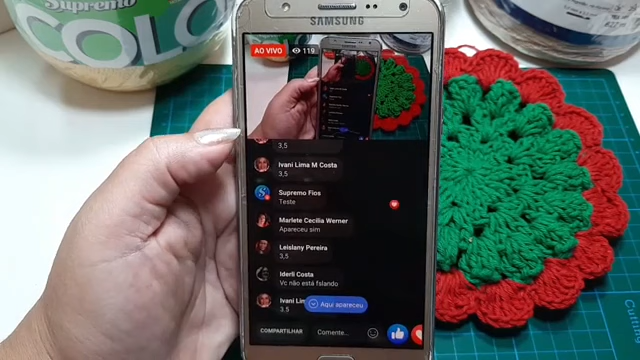 Supremo
COLO
SAMSUNG
AO VIVO
119
3,5
Ivani Lima M Costa
3,5
Supremo Fios
Teste
Marlete Cecilia Werner
Apareceu sim
Leislany Pereira
3,5
Iderli Costa
Vc não está fslando
Ivani Lim
3.5
Aqui apareceu
COMPARTILHAR
Comente...